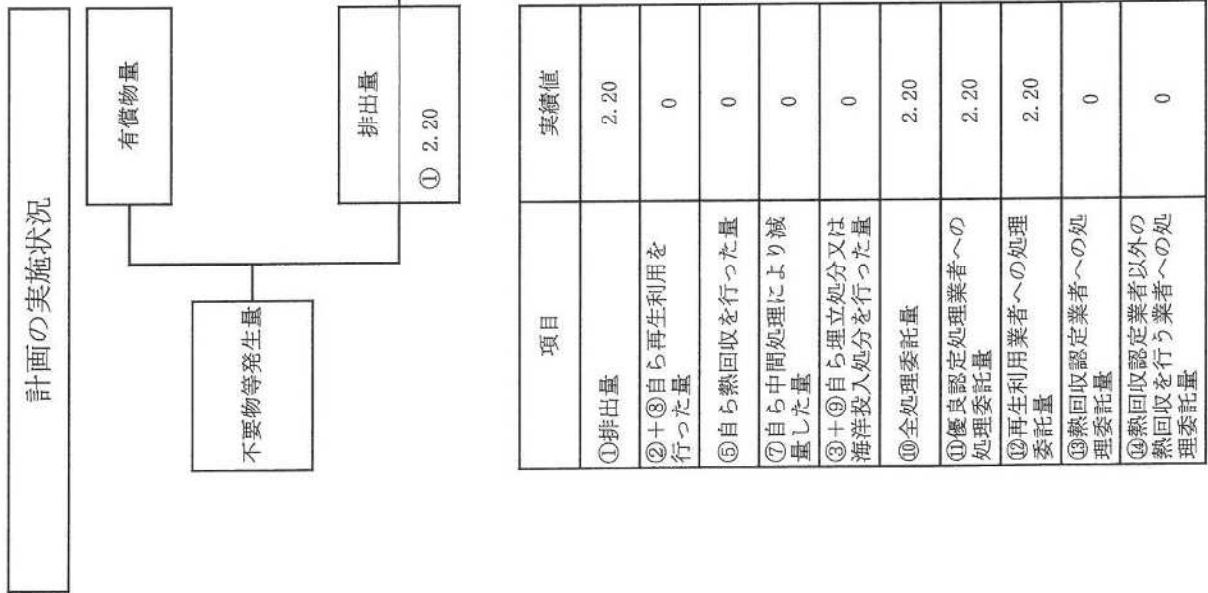 計画の実施状況
有償物量
不要物等発生量
排出量
① 2.20
項目
実績値
①排出量
2.20
②+⑧自ら再生利用を
行った量
0
⑤自ら熱回収を行った量
0
⑦自ら中間処理により減
量した量
0
③+⑨自ら埋立処分又は
海洋投入処分を行った量
0
⑩全処理委託量
2.20
⑪優良認定処理業者への
処理委託量
2.20
⑫再生利用業者への処理
委託量
2.20
⑬熱回収認定業者への処
理委託量
0
⑭熱回収認定業者以外の
熱回収を行う業者への処
理委託量
0